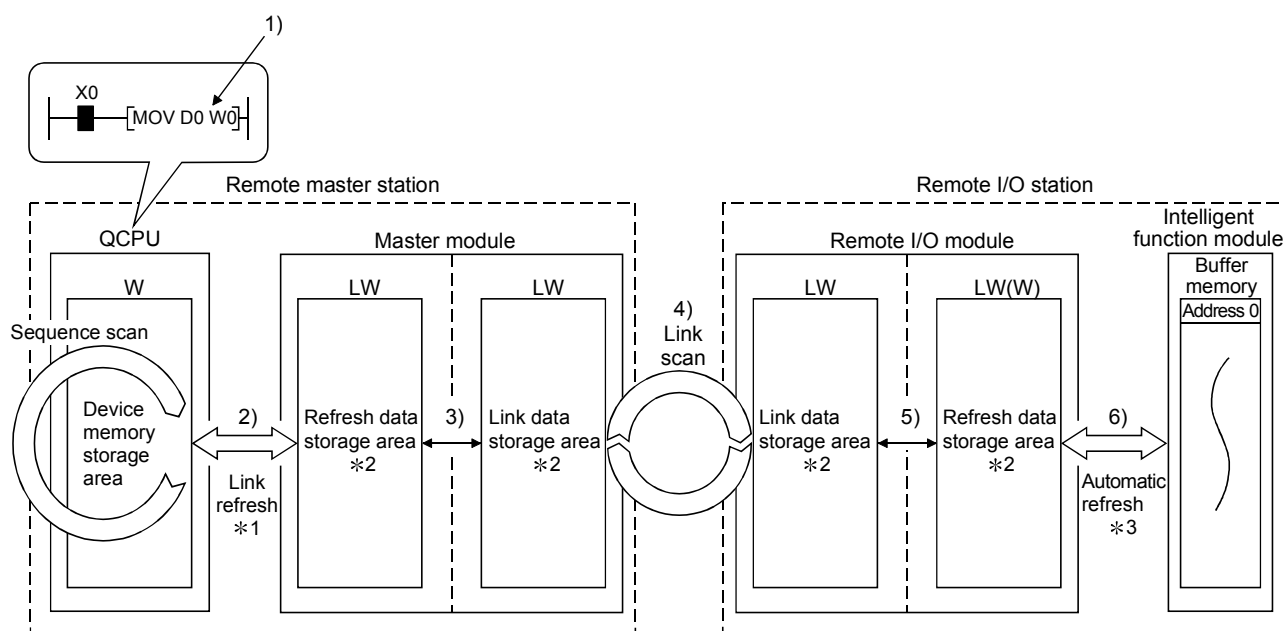 1)
X0
MOV D0 W0
Remote master station
Remote I/O station
QCPU
Master module
Remote I/O module
Intelligent
function module
W
LW
LW
LW
LW(W)
Buffer
memory
Address 0
Sequence scan
4)
Link
scan
Device
memory
storage
area
2)
Link
refresh
*1
Refresh data
storage area
*2
3)
Link data
storage area
*2
Link data
storage area
*2
5)
Refresh data
storage area
*2
6)
Automatic
refresh
*3